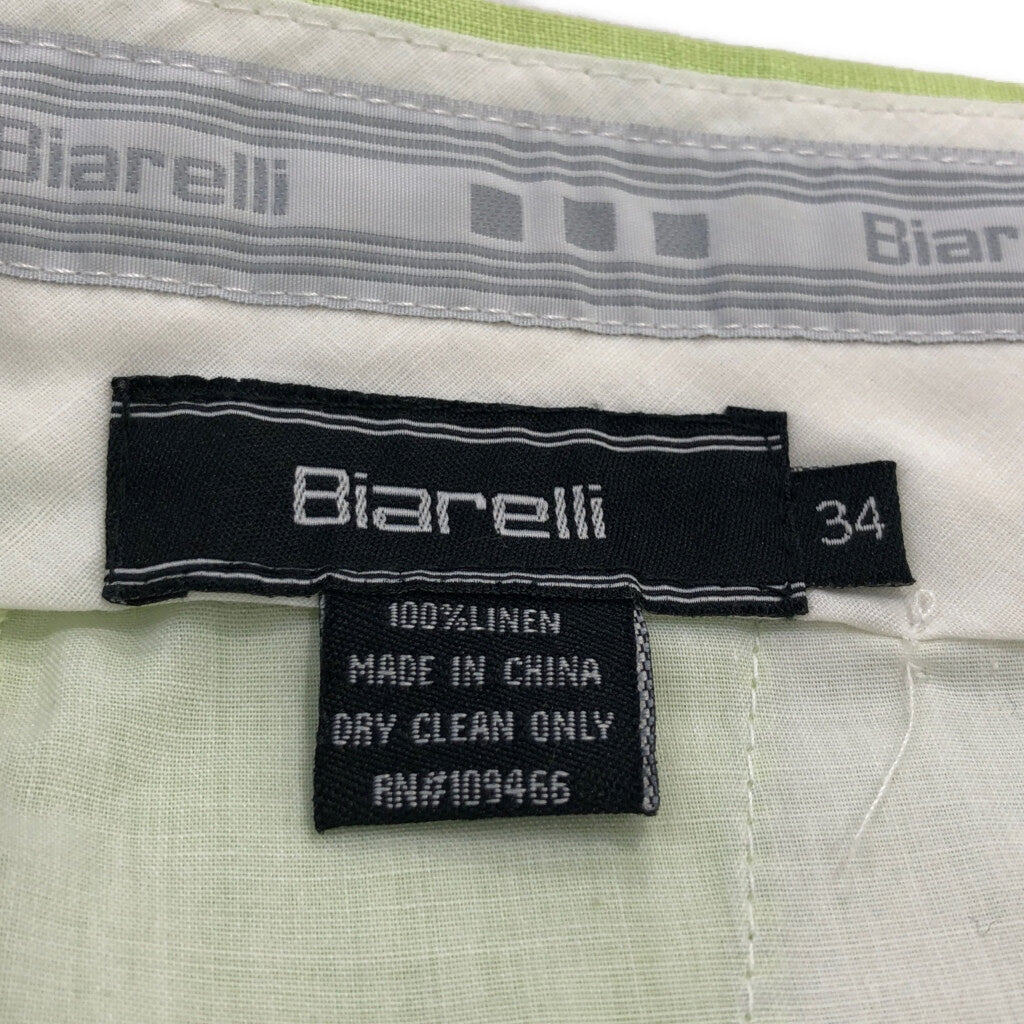 Biarelli Biar
Biarelli
34
100%LINEN
MADE IN CHINA
DRY CLEAN ONLY
RN#109466